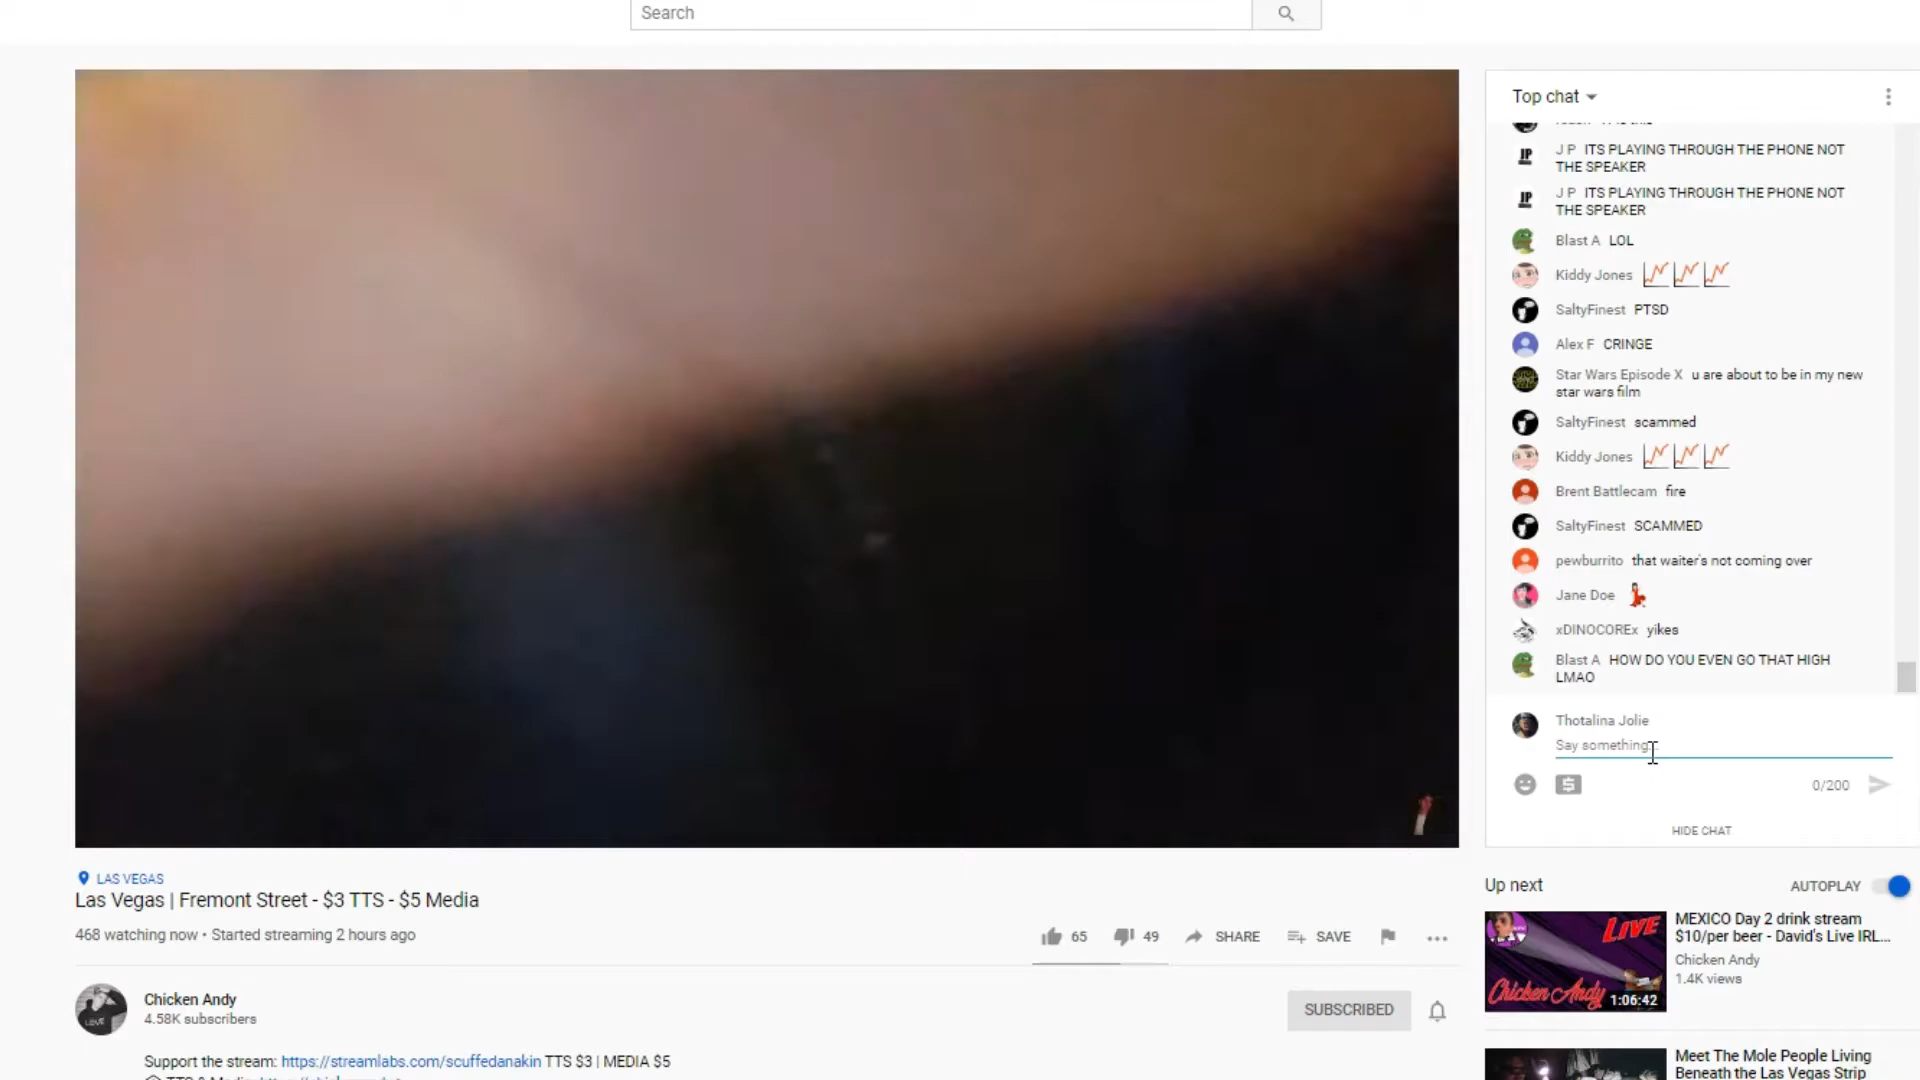 Search
Top chat
J P ITS PLAYING THROUGH THE PHONE NOT
THE SPEAKER
J P ITS PLAYING THROUGH THE PHONE NOT
THE SPEAKER
Blast A LOL
Kiddy Jones
SaltyFinest PTSD
Alex F CRINGE
Star Wars Episode X u are about to be in my new
star wars film
SaltyFinest scammed
Kiddy Jones
Brent Battlecam fire
SaltyFinest SCAMMED
pewburrito that waiter's not coming over
Jane Doe
xDINOCOREx yikes
Blast A HOW DO YOU EVEN GO THAT HIGH
LMAO
Thotalina Jolie
Say something...
0/200
HIDE CHAT
LAS VEGAS
Las Vegas | Fremont Street - $3 TTS - $5 Media
468 watching now • Started streaming 2 hours ago
65
49
SHARE
SAVE
Chicken Andy
4.58K subscribers
SUBSCRIBED
Support the stream: https://streamlabs.com/scuffedanakin TTS $3 | MEDIA $5
Up next
AUTOPLAY
LIVE
Chicken Andy
1:06:42
MEXICO Day 2 drink stream
$10/per beer - David's Live IRL...
Chicken Andy
1.4K views
Meet The Mole People Living
Beneath the Las Vegas Strip